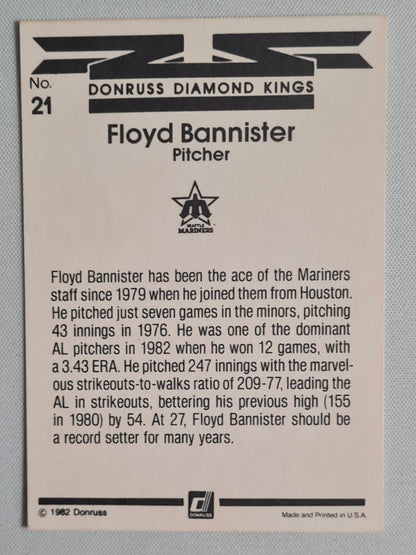 No.
21
DONRUSS DIAMOND KINGS
Floyd Bannister
Pitcher
SEATTLE
MARINERS
Floyd Bannister has been the ace of the Mariners
staff since 1979 when he joined them from Houston.
He pitched just seven games in the minors, pitching
43 innings in 1976. He was one of the dominant
AL pitchers in 1982 when he won 12 games, with
a 3.43 ERA. He pitched 247 innings with the marvel-
ous strikeouts-to-walks ratio of 209-77, leading the
AL in strikeouts, bettering his previous high (155
in 1980) by 54. At 27, Floyd Bannister should be
a record setter for many years.
© 1982 Donruss
DONRUSS
Made and Printed in U.S.A.